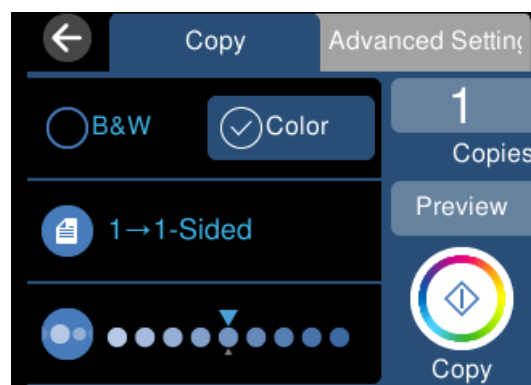 Copy
Advanced Setting
B&W
Color
1
Copies
1→1-Sided
Preview
Copy